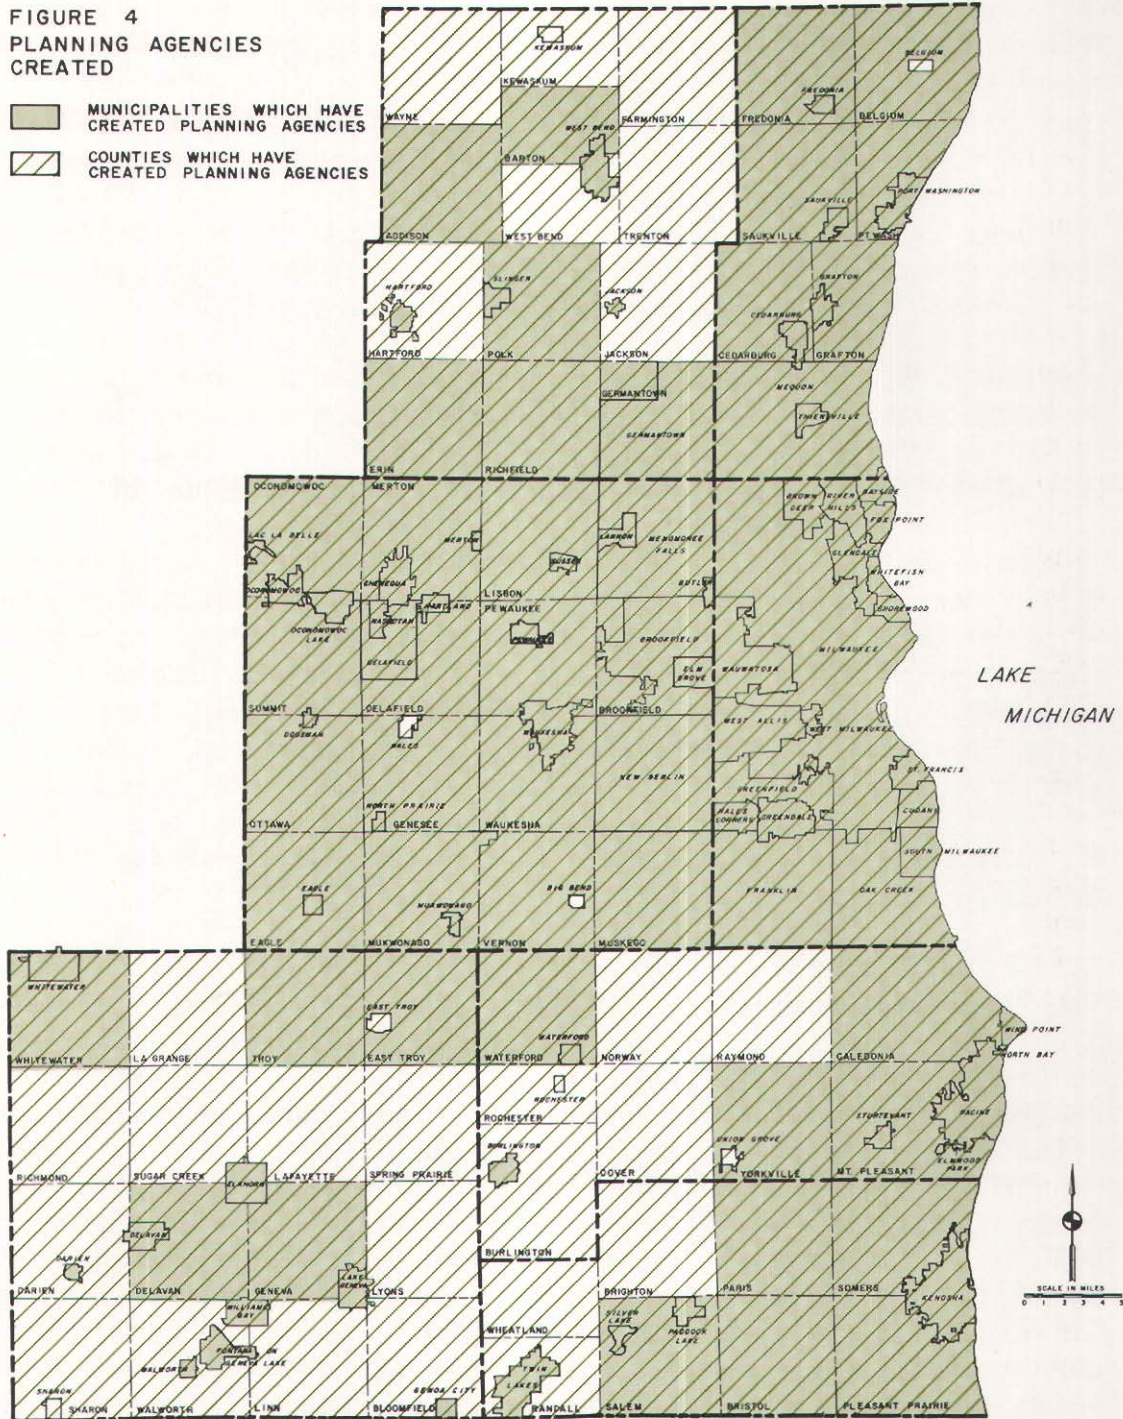 FIGURE 4
PLANNING AGENCIES
CREATED
MUNICIPALITIES WHICH HAVE
CREATED PLANNING AGENCIES
COUNTIES WHICH HAVE
CREATED PLANNING AGENCIES
KEWASKUM
BELGIUM
KEWASKUM
FREDONIA
WAYNE
FARMINGTON
FREDONIA
BELGIUM
WEST BEND
BARTON
PORT WASHINGTON
SAUKVILLE
ADDISON
WEST BEND
TRENTON
SAUKVILLE
PT. WASH
HARTFORD
SLINGER
JACKSON
GRAFTON
CEDARBURG
HARTFORD
POLK
JACKSON
CEDARBURG
GRAFTON
GERMANTOWN
MEQUON
THIENSVILLE
GERMANTOWN
ERIN
RICHFIELD
OCONOMOWOC
MERTON
BROWN
DEER
RIVER
HILLS
BAYSIDE
FOX POINT
LAC LA BELLE
MERTON
LANNON
MENOMONEE
FALLS
SUSSEX
GLENDALE
WHITEFISH
BAY
CHENEQUA
BUTLER
OCONOMOWOC
LISBON
HARTLAND
PEWAUKEE
SHOREWOOD
OCONOMOWOC
LAKE
NASHOTAH
PEWAUKEE
BROOKFIELD
MILWAUKEE
DELAFIELD
ELM
GROVE
WAUWATOSA
LAKE
MICHIGAN
SUMMIT
DELAFIELD
BROOKFIELD
DOUSMAN
WALES
WAUKESHA
WEST ALLIS
WEST MILWAUKEE
NEW BERLIN
ST. FRANCIS
GREENFIELD
NORTH PRAIRIE
HALES
CORNERS
GREENDALE
CUDAHY
OTTAWA
GENESEE
WAUKESHA
SOUTH MILWAUKEE
EAGLE
BIG BEND
FRANKLIN
OAK CREEK
MUKWONAGO
EAGLE
MUKWONAGO
VERNON
MUSKEGO
WHITEWATER
EAST TROY
WATERFORD
WIND POINT
WHITEWATER
LA GRANGE
TROY
EAST TROY
WATERFORD
NORWAY
RAYMOND
CALEDONIA
NORTH BAY
ROCHESTER
ROCHESTER
STURTEVANT
RACINE
BURLINGTON
UNION GROVE
ELMWOOD
PARK
RICHMOND
SUGAR CREEK
LAFAYETTE
SPRING PRAIRIE
DOVER
YORKVILLE
MT. PLEASANT
ELKHORN
DELAVAN
BURLINGTON
DARIEN
LAKE
GENEVA
DARIEN
DELAVAN
GENEVA
LYONS
BRIGHTON
PARIS
SOMERS
KENOSHA
SCALE IN MILES
0 1 2 3 4 5
WILLIAMS
BAY
SILVER
LAKE
PADDOCK
LAKE
WHEATLAND
FONTANA ON
GENEVA LAKE
WALWORTH
TWIN
LAKES
SHARON
GENOA CITY
SHARON
WALWORTH
LINN
BLOOMFIELD
RANDALL
SALEM
BRISTOL
PLEASANT PRAIRIE